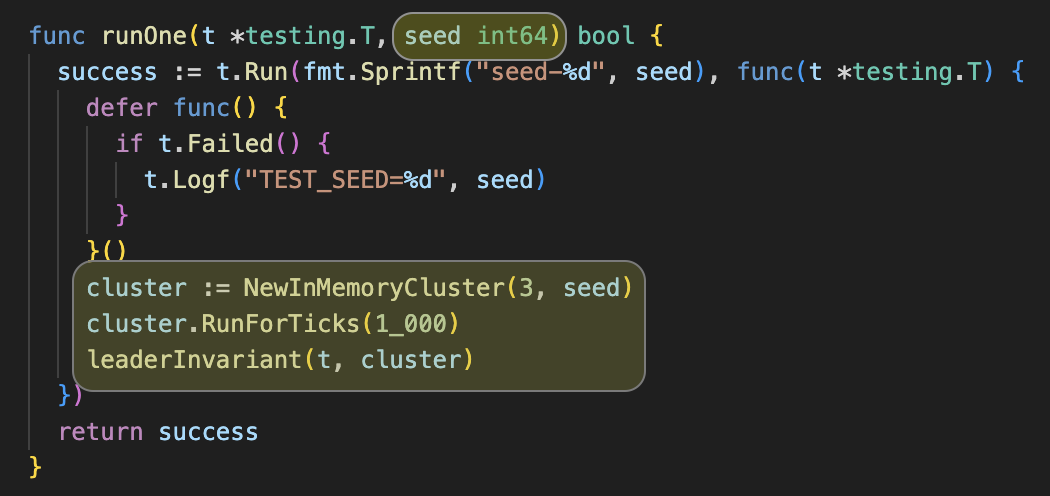 func runOne(t *testing.T, seed int64) bool {
success := t.Run(fmt.Sprintf("seed-%d", seed), func(t *testing.T) {
defer func() {
if t.Failed() {
t.Logf("TEST_SEED=%d", seed)
}
}()
cluster := NewInMemoryCluster(3, seed)
cluster.RunForTicks(1_000)
leaderInvariant(t, cluster)
})
return success
}